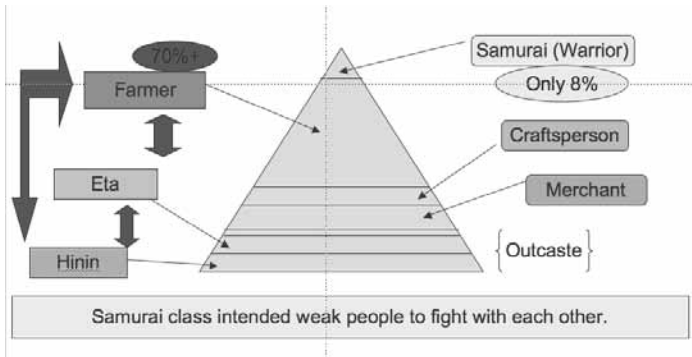 70%+
Samurai (Warrior)
Only 8%
Farmer
Craftsperson
Eta
Merchant
Outcaste
Hinin
Samurai class intended weak people to fight with each other.